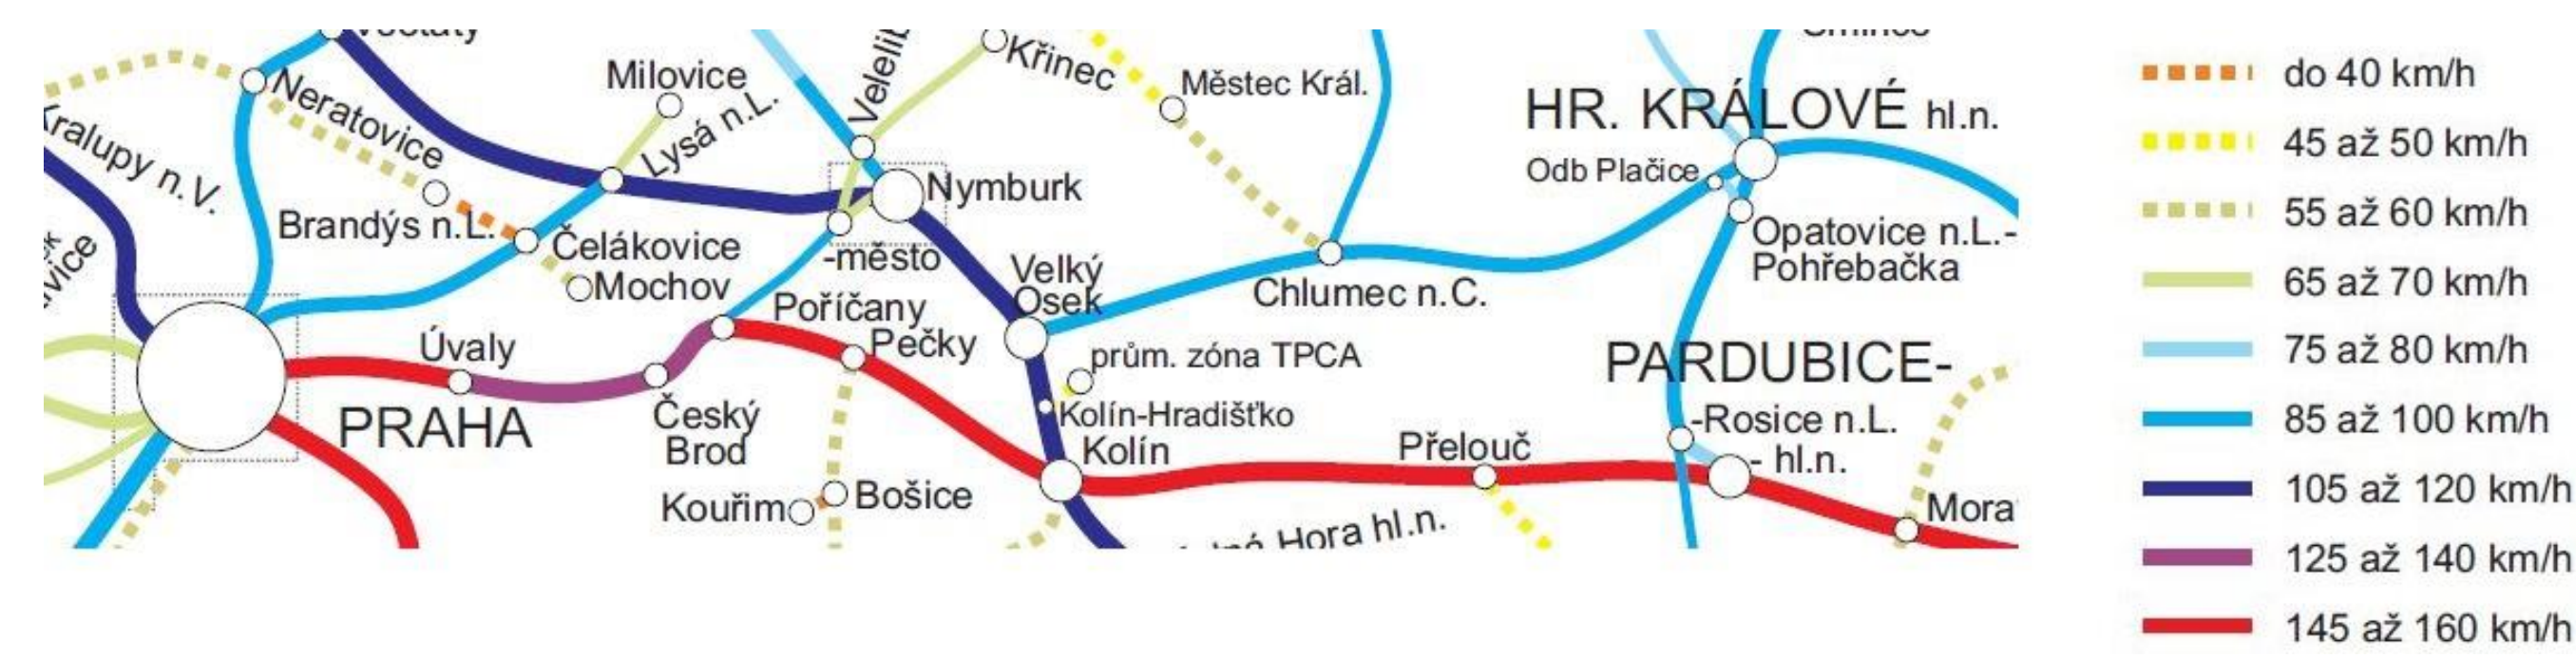 Milovice
Křinec
Městec Král.
HR. KRÁLOVÉ hl.n.
Neratovice
Lysá n.L.
Kralupy n.V.
Odb Plačice
Nymburk
Brandýs n.L.
Čelákovice
Mochov
-město
Opatovice n.L.-
Pohřebačka
Velký
Osek
Chlumec n.C.
Poříčany
Pečky
Úvaly
prům. zóna TPCA
PARDUBICE-
PRAHA
Český
Brod
Kolín-Hradišťko
Kolín
Přelouč
-Rosice n.L.
- hl.n.
Kouřim
Bošice
Hora hl.n.
do 40 km/h
45 až 50 km/h
55 až 60 km/h
65 až 70 km/h
75 až 80 km/h
85 až 100 km/h
105 až 120 km/h
125 až 140 km/h
145 až 160 km/h